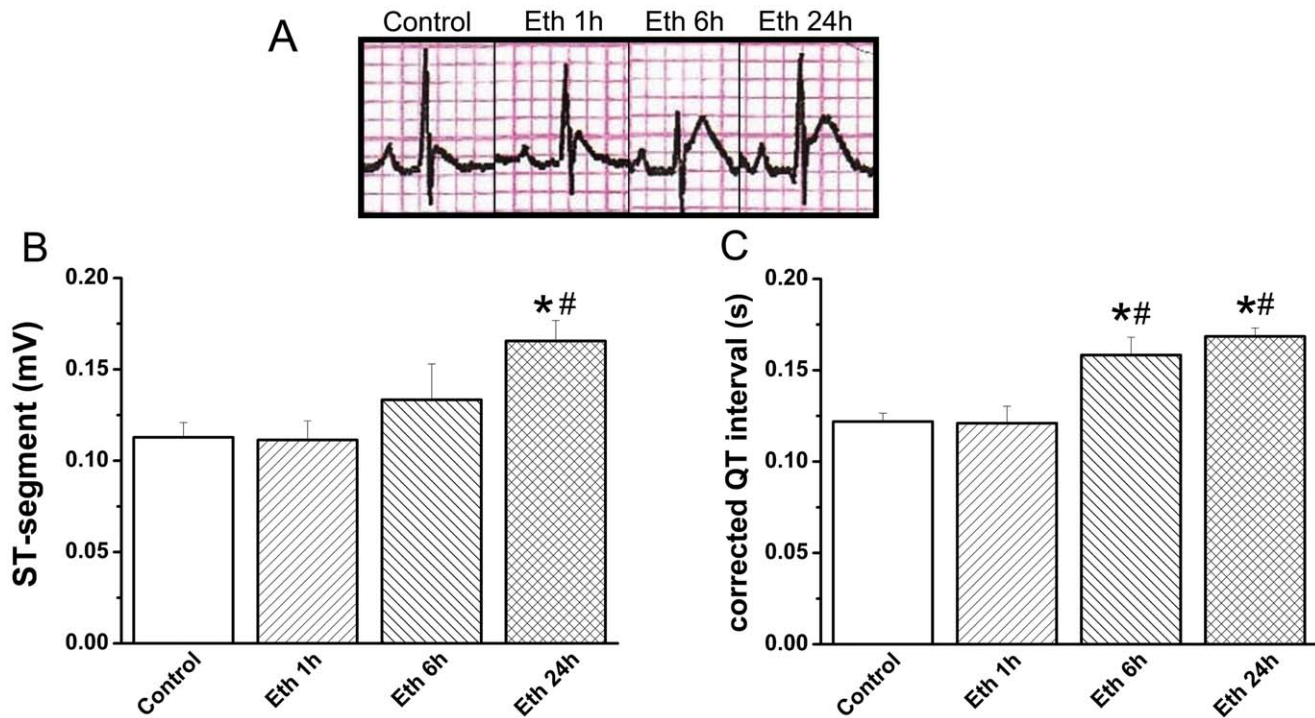 A
Control Eth 1h Eth 6h Eth 24h
B
ST-segment (mV)
0.20
0.15
0.10
0.05
0.00
*#
Control Eth 1h Eth 6h Eth 24h
C
corrected QT interval (s)
0.20
0.15
0.10
0.05
0.00
*# *#
Control Eth 1h Eth 6h Eth 24h